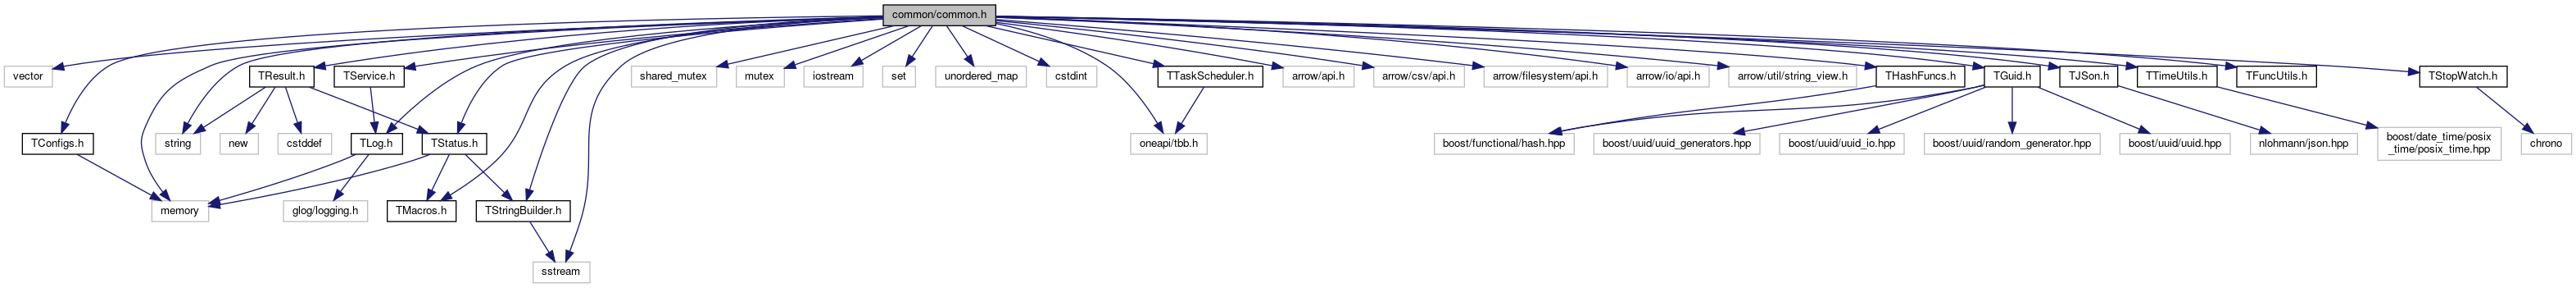 common/common.h
vector
TResult.h
TService.h
shared_mutex
mutex
iostream
set
unordered_map
cstdint
TTaskScheduler.h
arrow/api.h
arrow/csv/api.h
arrow/filesystem/api.h
arrow/io/api.h
arrow/util/string_view.h
THashFuncs.h
TGuid.h
TJSon.h
TTimeUtils.h
TFuncUtils.h
TStopWatch.h
TConfigs.h
string
new
cstddef
TLog.h
TStatus.h
oneapi/tbb.h
boost/functional/hash.hpp
boost/uuid/uuid_generators.hpp
boost/uuid/uuid_io.hpp
boost/uuid/random_generator.hpp
boost/uuid/uuid.hpp
nlohmann/json.hpp
boost/date_time/posix
_time/posix_time.hpp
chrono
memory
glog/logging.h
TMacros.h
TStringBuilder.h
sstream